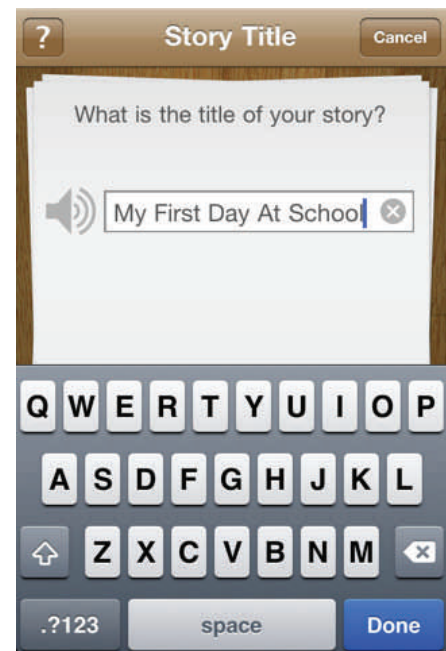 ? Story Title Cancel
What is the title of your story?
My First Day At School
Q W E R T Y U I O P
A S D F G H J K L
Z X C V B N M
.?123 space Done